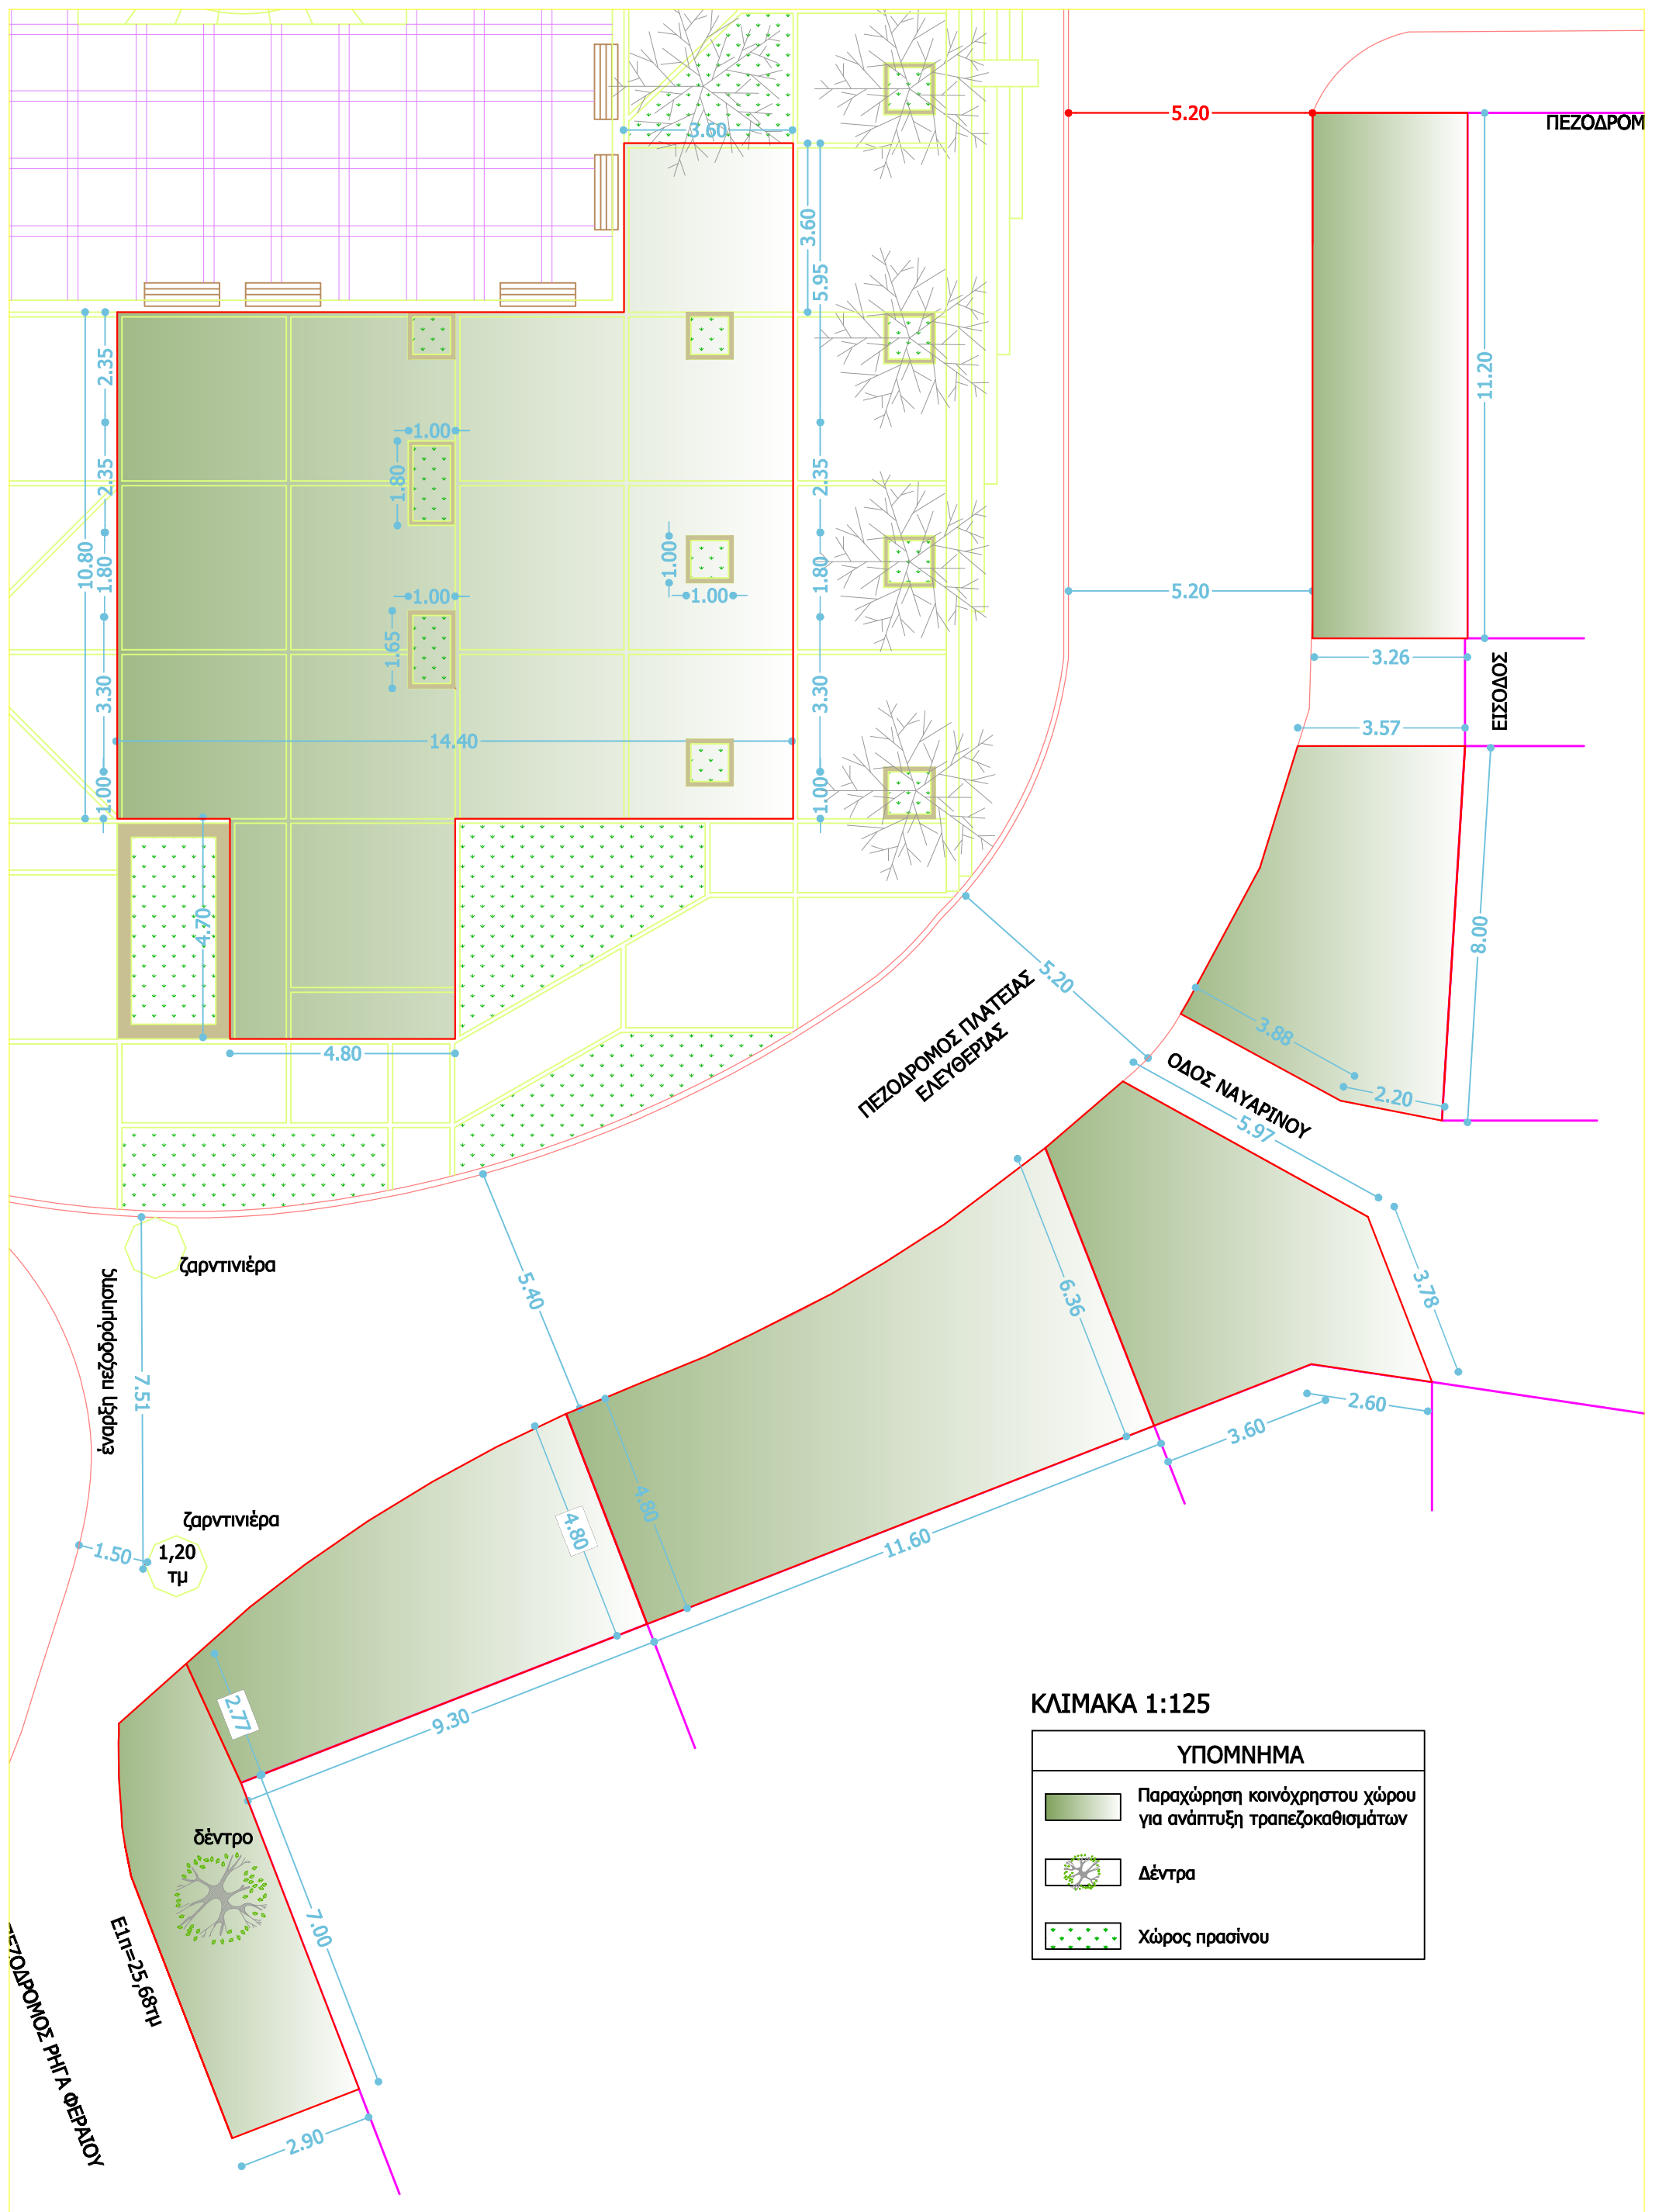 5.20
ΠΕΖΟΔΡΟΜ
3.60
3.60
5.95
2.35
11.20
2.35
1.00
1.80
2.35
10.80
1.80
1.00
1.00
1.80
5.20
1.00
1.65
3.30
3.30
3.26
ΕΙΣΟΔΟΣ
3.57
14.40
1.00
1.00
4.70
8.00
5.20
ΠΕΖΟΔΡΟΜΟΣ ΠΛΑΤΕΙΑΣ
ΕΛΕΥΘΕΡΙΑΣ
3.88
2.20
4.80
ΟΔΟΣ ΝΑΥΑΡΙΝΟΥ
5.97
ζαρντινιέρα
έναρξη πεζοδρόμησης
7.51
5.40
6.36
3.78
2.60
3.60
ζαρντινιέρα
1.50
1,20
τμ
4.80
4.80
11.60
2.77
9.30
ΚΛΙΜΑΚΑ 1:125
ΥΠΟΜΝΗΜΑ
Παραχώρηση κοινόχρηστου χώρου
για ανάπτυξη τραπεζοκαθισμάτων
Δέντρα
Χώρος πρασίνου
δέντρο
7.00
Ε1π=25,68τμ
ΠΕΖΟΔΡΟΜΟΣ ΡΗΓΑ ΦΕΡΑΙΟΥ
2.90